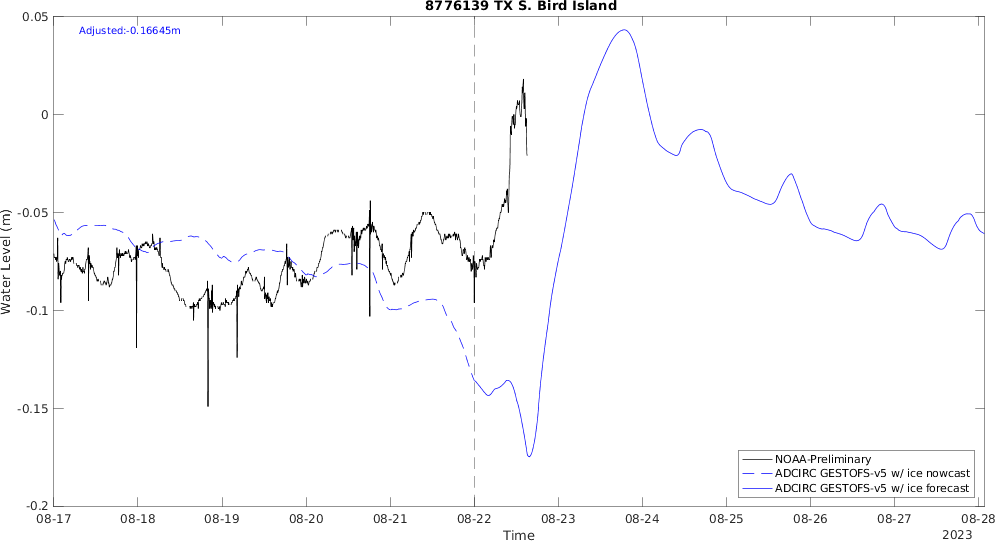 8776139 TX S. Bird Island
Adjusted:-0.16645m
0.05
0
-0.05
-0.1
-0.15
-0.2
Water Level (m)
NOAA-Preliminary
ADCIRC GESTOFS-v5 w/ ice nowcast
ADCIRC GESTOFS-v5 w/ ice forecast
08-17 08-18 08-19 08-20 08-21 08-22 08-23 08-24 08-25 08-26 08-27 08-28
Time
2023